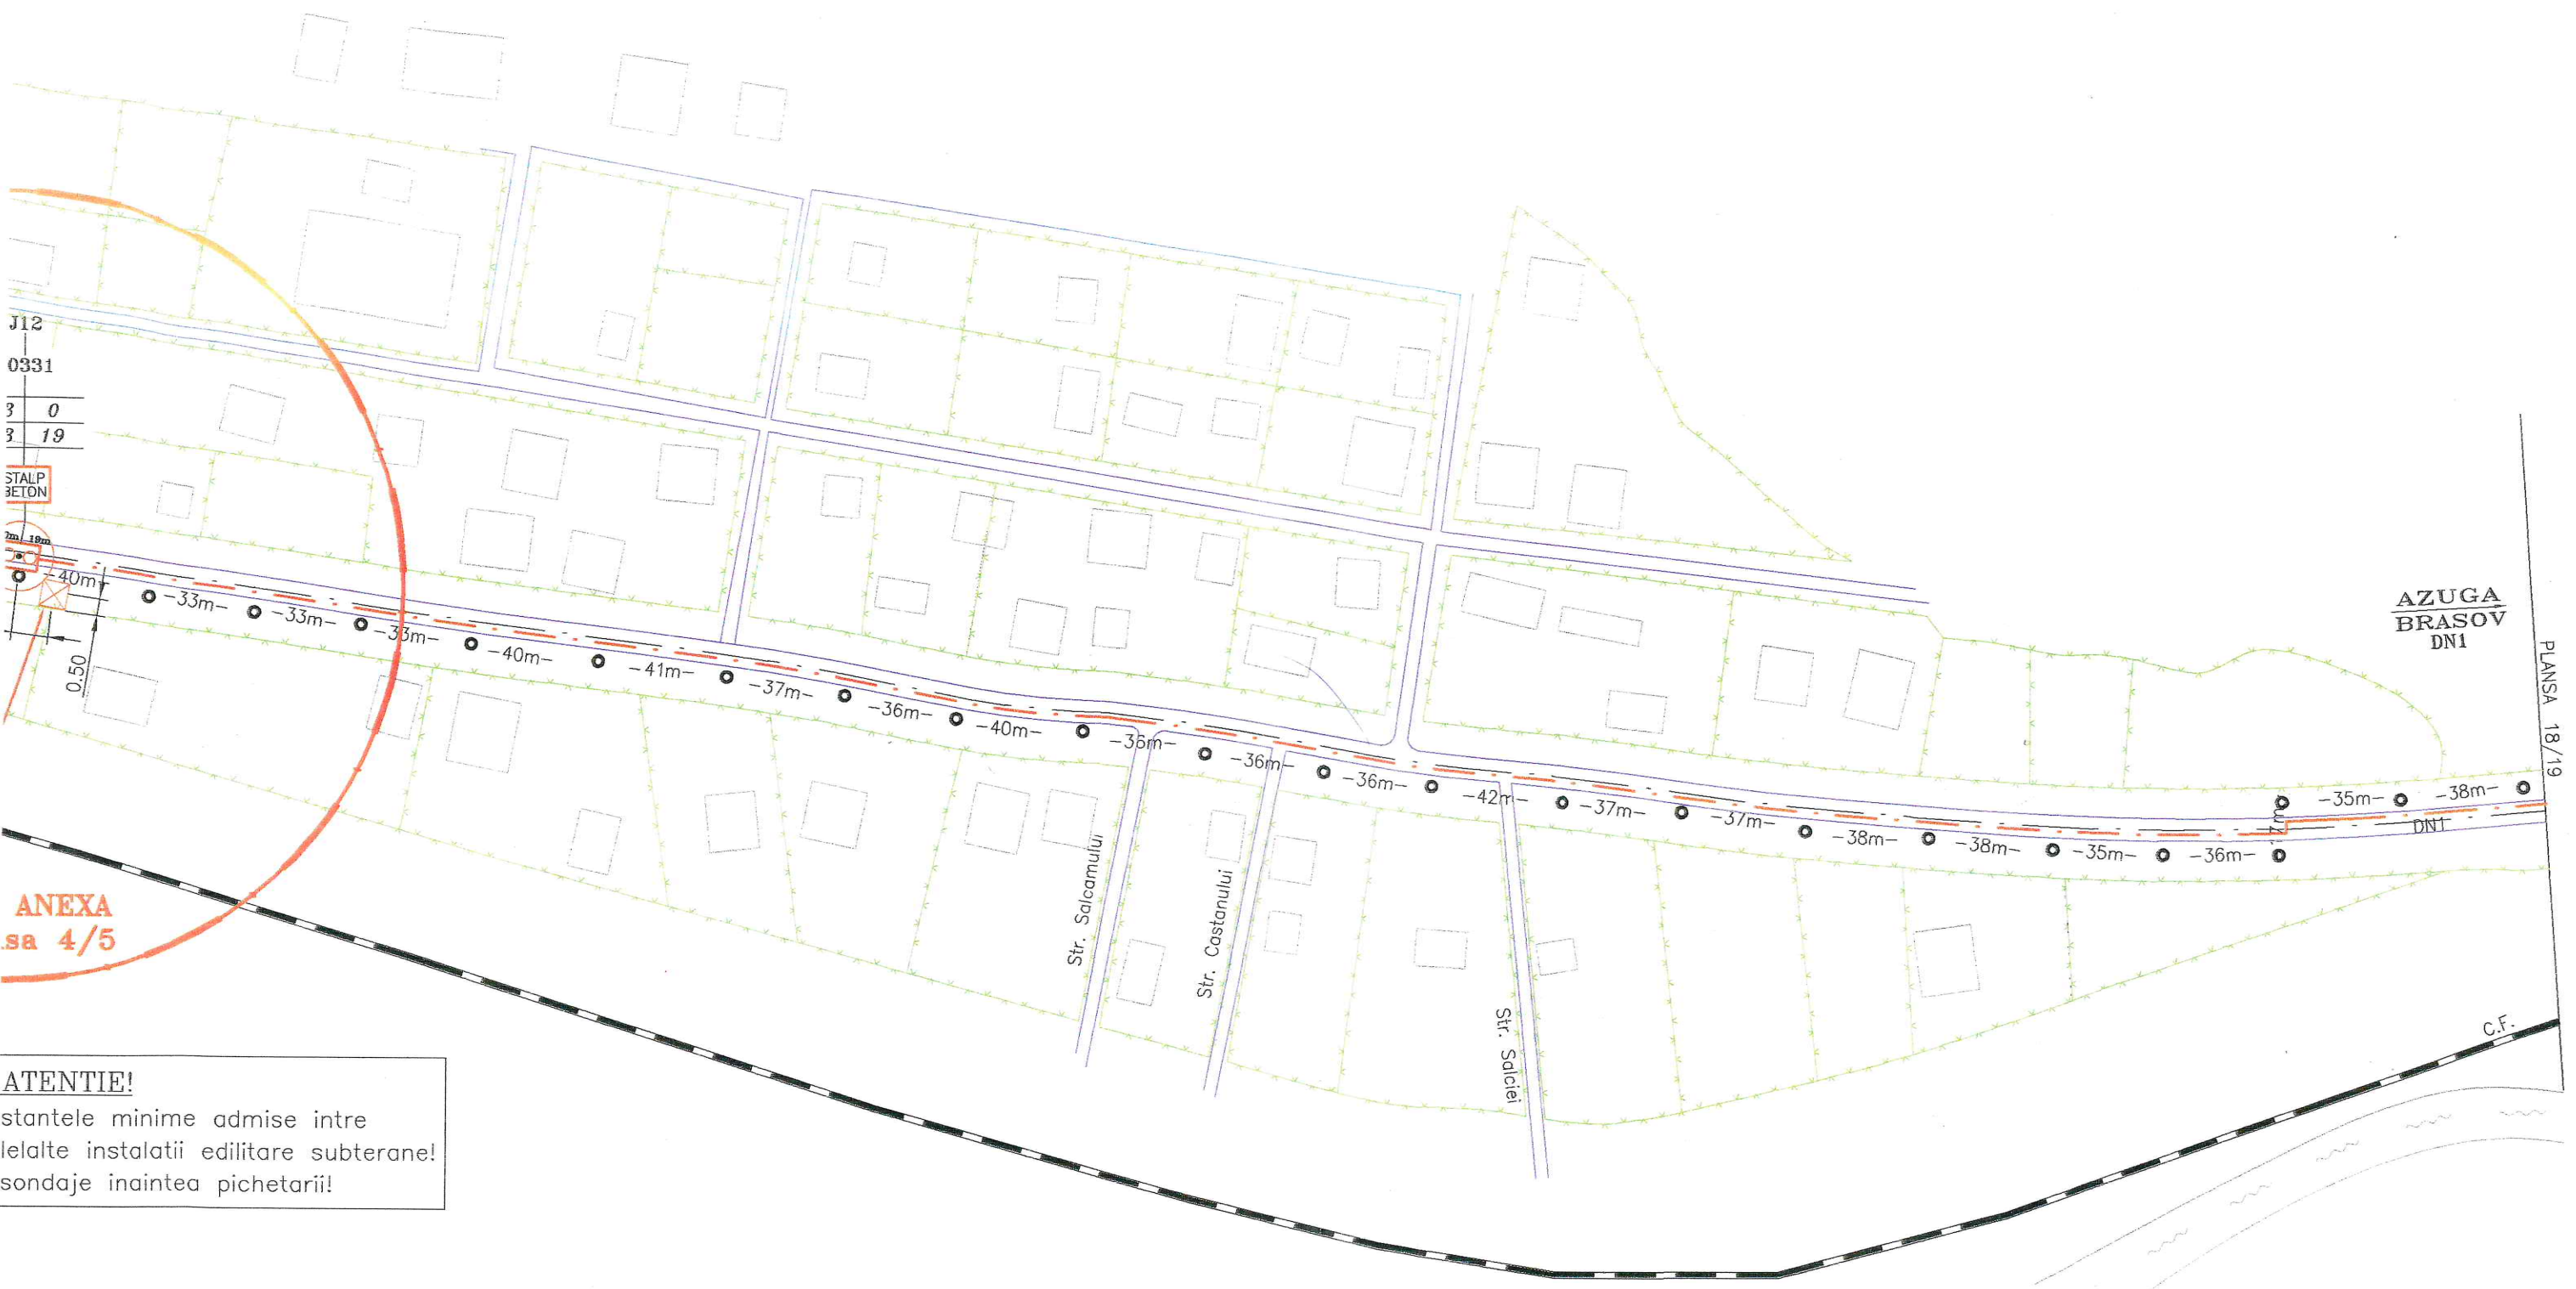 J12
0331
3 0
3 19
STALP
BETON
19m
-40m-
0.50
-33m-
-33m-
-33m-
-40m-
-41m-
-37m-
-36m-
-40m-
-36m-
-36m-
-36m-
-42m-
-37m-
-37m-
-38m-
-38m-
-35m-
-36m-
-35m-
-38m-
DN1
AZUGA
BRASOV
DN1
PLANSA 18/19
Str. Salcamului
Str. Castanului
Str. Salciei
C.F.
ANEXA
sa 4/5
ATENTIE!
stantele minime admise intre
lelalte instalatii edilitare subterane!
sondaje inaintea pichetarii!